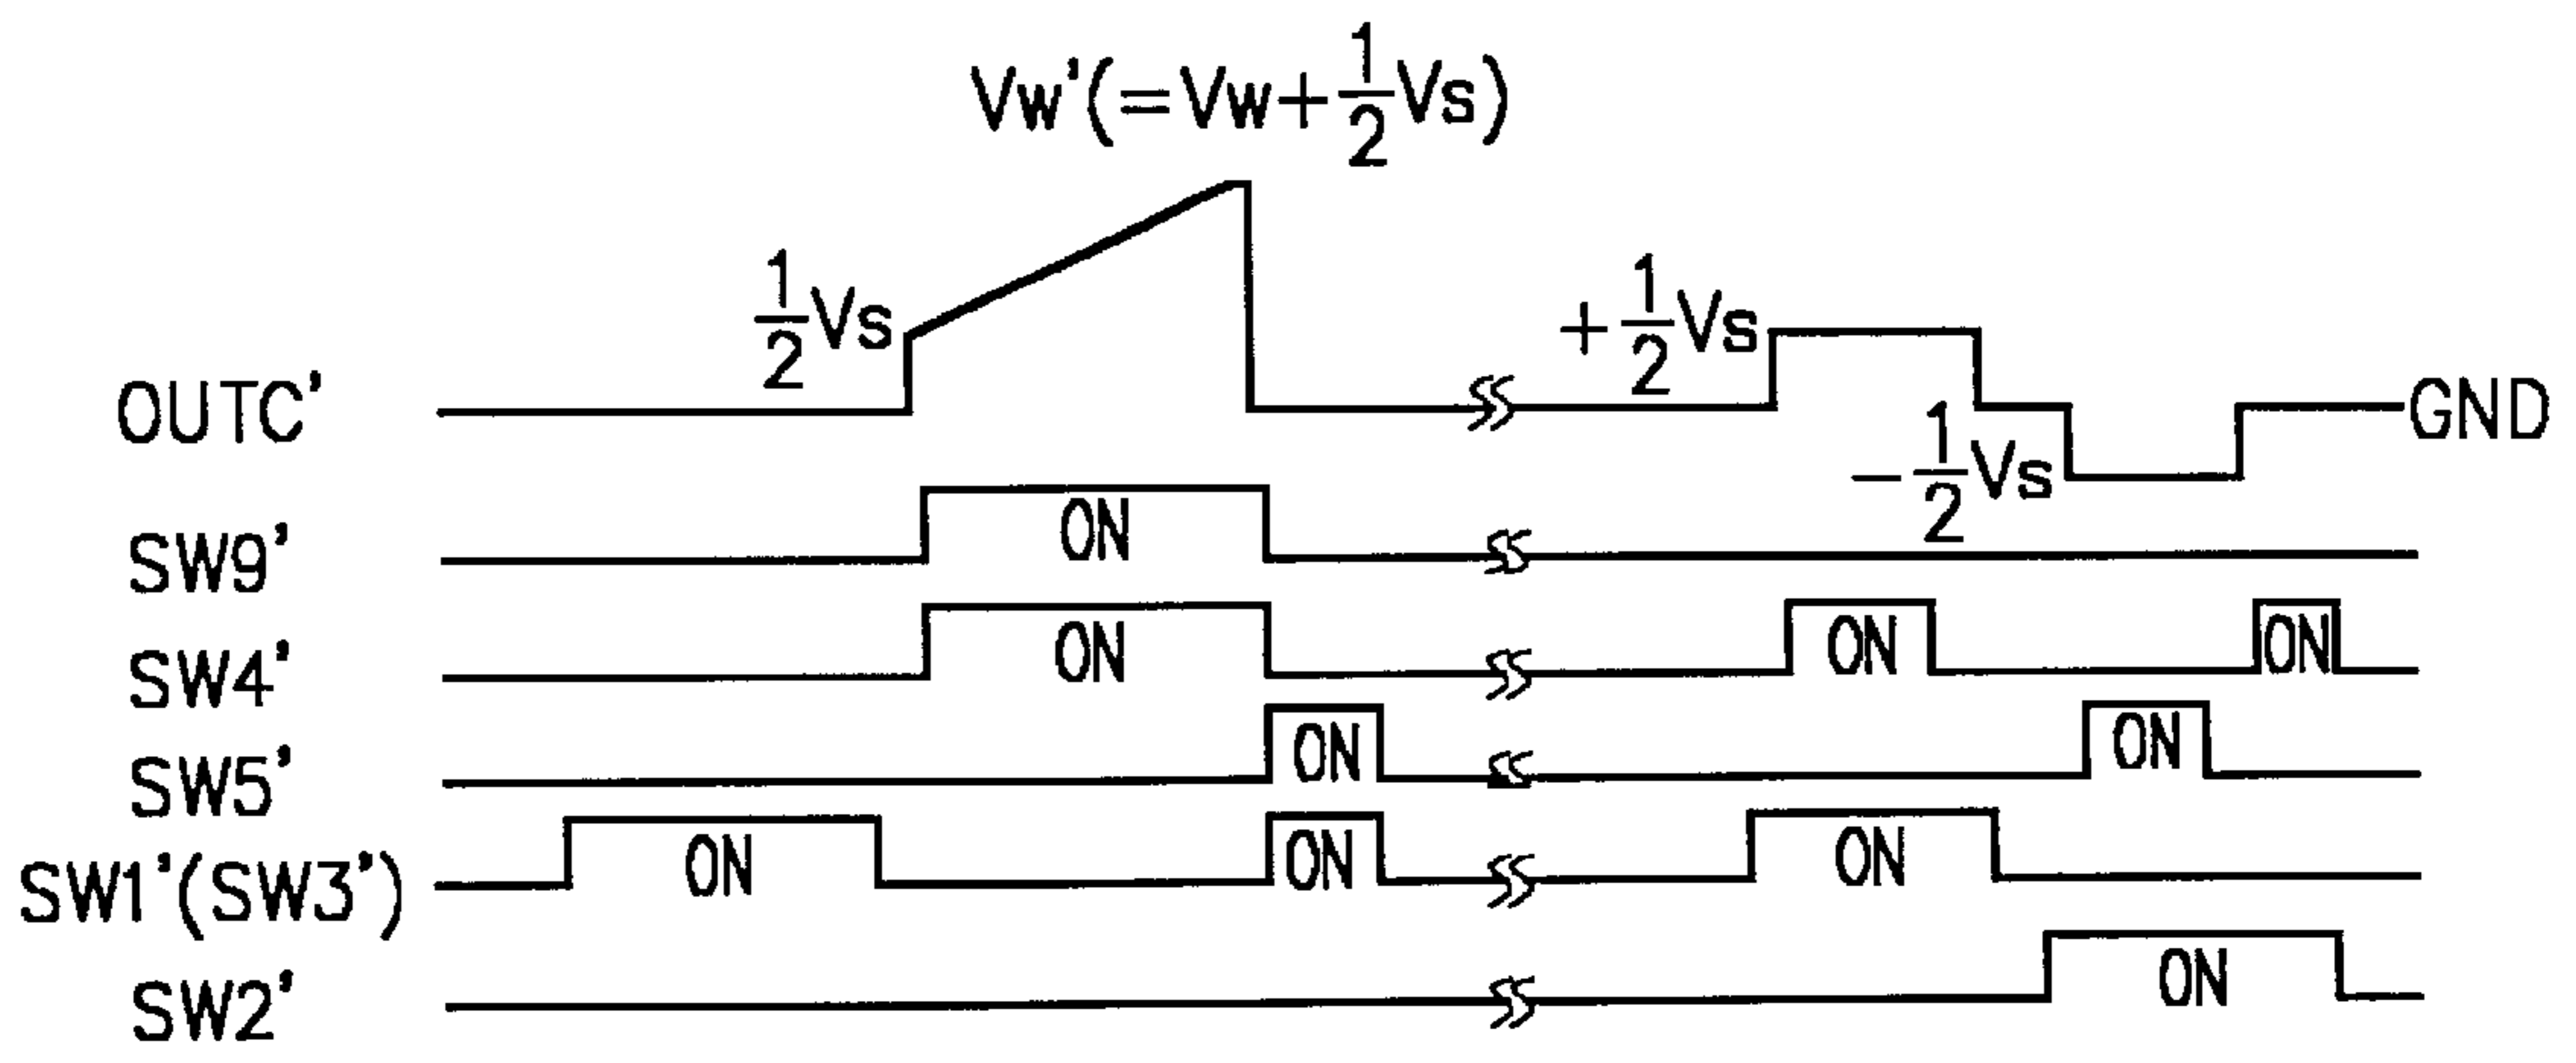 Vw'(=Vw+1/2Vs)
1/2Vs
+1/2Vs
OUTC'
GND
-1/2Vs
SW9'
ON
SW4'
ON
ON
ON
SW5'
ON
ON
SW1'(SW3')
ON
ON
ON
SW2'
ON